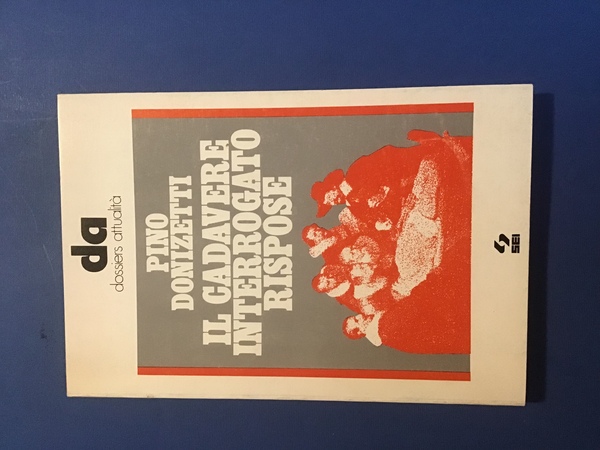 da
dossiers attualità
PINO
DONIZETTI
IL CADAVERE
INTERROGATO
RISPOSE
SEI